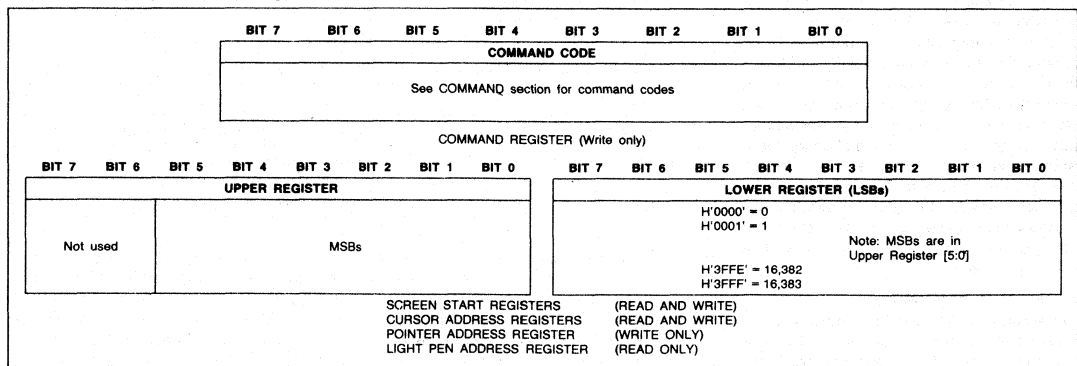 BIT 7 BIT 6 BIT 5 BIT 4 BIT 3 BIT 2 BIT 1 BIT 0
COMMAND CODE
See COMMAND section for command codes
COMMAND REGISTER (Write only)
BIT 7 BIT 6 BIT 5 BIT 4 BIT 3 BIT 2 BIT 1 BIT 0
UPPER REGISTER
Not used MSBs
BIT 7 BIT 6 BIT 5 BIT 4 BIT 3 BIT 2 BIT 1 BIT 0
LOWER REGISTER (LSBs)
H'0000' = 0
H'0001' = 1
Note: MSBs are in
Upper Register [5:0]
H'3FFE' = 16,382
H'3FFF' = 16,383
SCREEN START REGISTERS (READ AND WRITE)
CURSOR ADDRESS REGISTERS (READ AND WRITE)
POINTER ADDRESS REGISTER (WRITE ONLY)
LIGHT PEN ADDRESS REGISTER (READ ONLY)